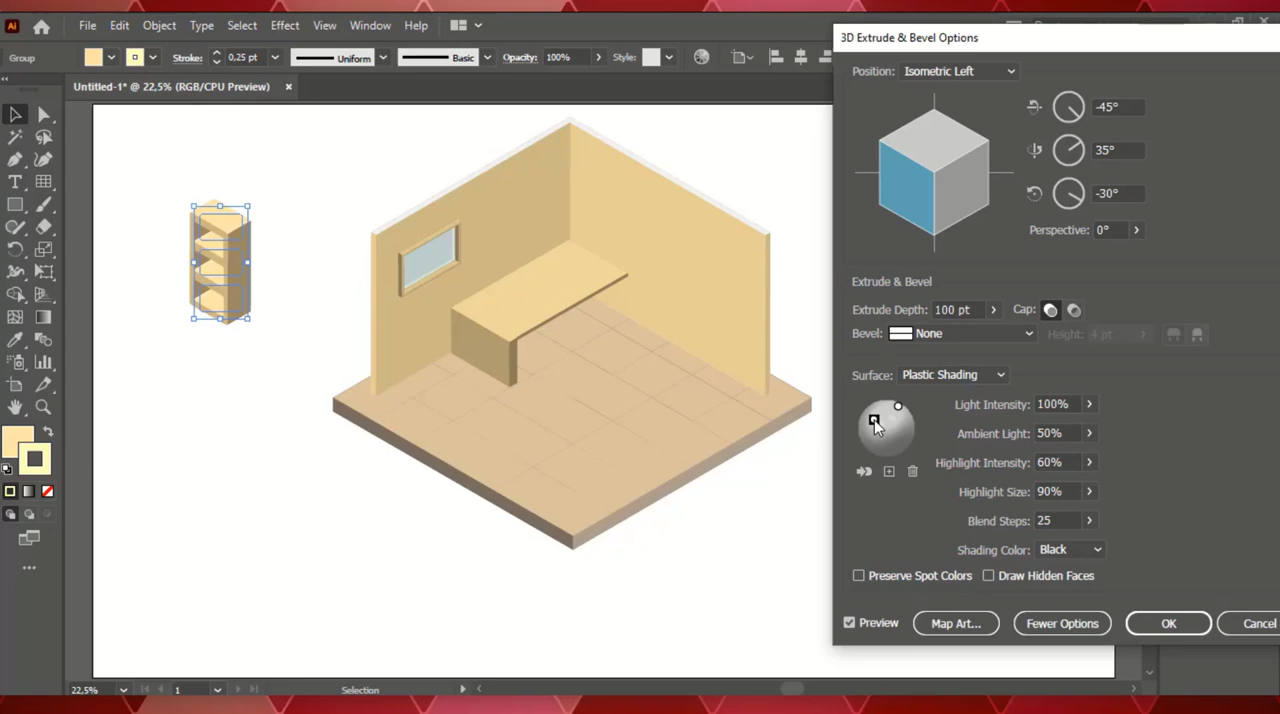 Ai File Edit Object Type Select Effect View Window Help
Group Stroke: 0,25 pt Uniform Basic Opacity: 100% Style:
Untitled-1* @ 22,5% (RGB/CPU Preview)
3D Extrude & Bevel Options
Position: Isometric Left
-45°
35°
-30°
Perspective: 0°
Extrude & Bevel
Extrude Depth: 100 pt Cap:
Bevel: None Height: 4 pt
Surface: Plastic Shading
Light Intensity: 100%
Ambient Light: 50%
Highlight Intensity: 60%
Highlight Size: 90%
Blend Steps: 25
Shading Color: Black
Preserve Spot Colors Draw Hidden Faces
Preview Map Art... Fewer Options OK Cancel
22,5% 1 Selection